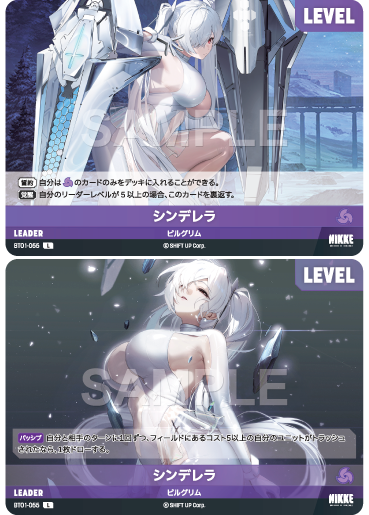 LEVEL
SAMPLE
誓約 自分は のカードのみをデッキに入れることができる。
覚醒 自分のリーダーレベルが5以上の場合、このカードを裏返す。
シンデレラ
LEADER ピルグリム
BT01-055 L © SHIFT UP Corp. NIKKE
LEVEL
SAMPLE
パッシブ 自分と相手のターンに1回ずつ、フィールドにあるコスト5以上の自分のユニットがトラッシュ
されたなら、1枚ドローする。
シンデレラ
LEADER ピルグリム
BT01-055 L © SHIFT UP Corp. NIKKE